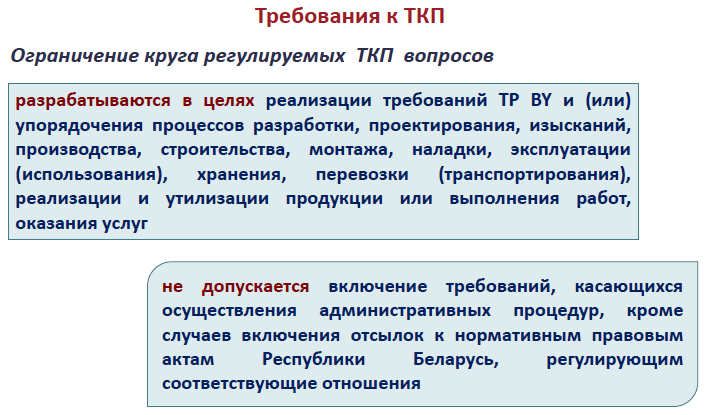 Требования к ТКП
Ограничение круга регулируемых ТКП вопросов
разрабатываются в целях реализации требований ТР BY и (или)
упорядочения процессов разработки, проектирования, изысканий,
производства, строительства, монтажа, наладки, эксплуатации
(использования), хранения, перевозки (транспортирования),
реализации и утилизации продукции или выполнения работ,
оказания услуг
не допускается включение требований, касающихся
осуществления административных процедур, кроме
случаев включения отсылок к нормативным правовым
актам Республики Беларусь, регулирующим
соответствующие отношения